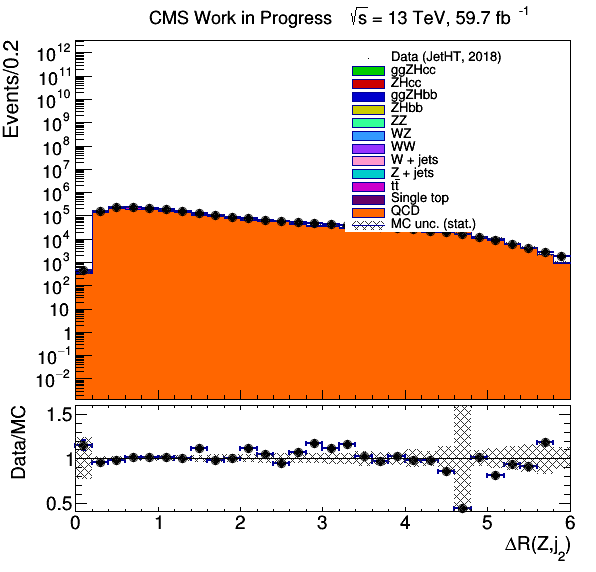 CMS Work in Progress √s = 13 TeV, 59.7 fb⁻¹
Events/0.2
10¹²
10¹¹
10¹⁰
10⁹
10⁸
10⁷
10⁶
10⁵
10⁴
10³
10²
10
1
10⁻¹
10⁻²
Data (JetHT, 2018)
ggZHcc
ZHcc
ggZHbb
ZHbb
ZZ
WZ
WW
W + jets
Z + jets
tt̄
Single top
QCD
MC unc. (stat.)
Data/MC
1.5
1
0.5
0 1 2 3 4 5 6
ΔR(Z,j₂)